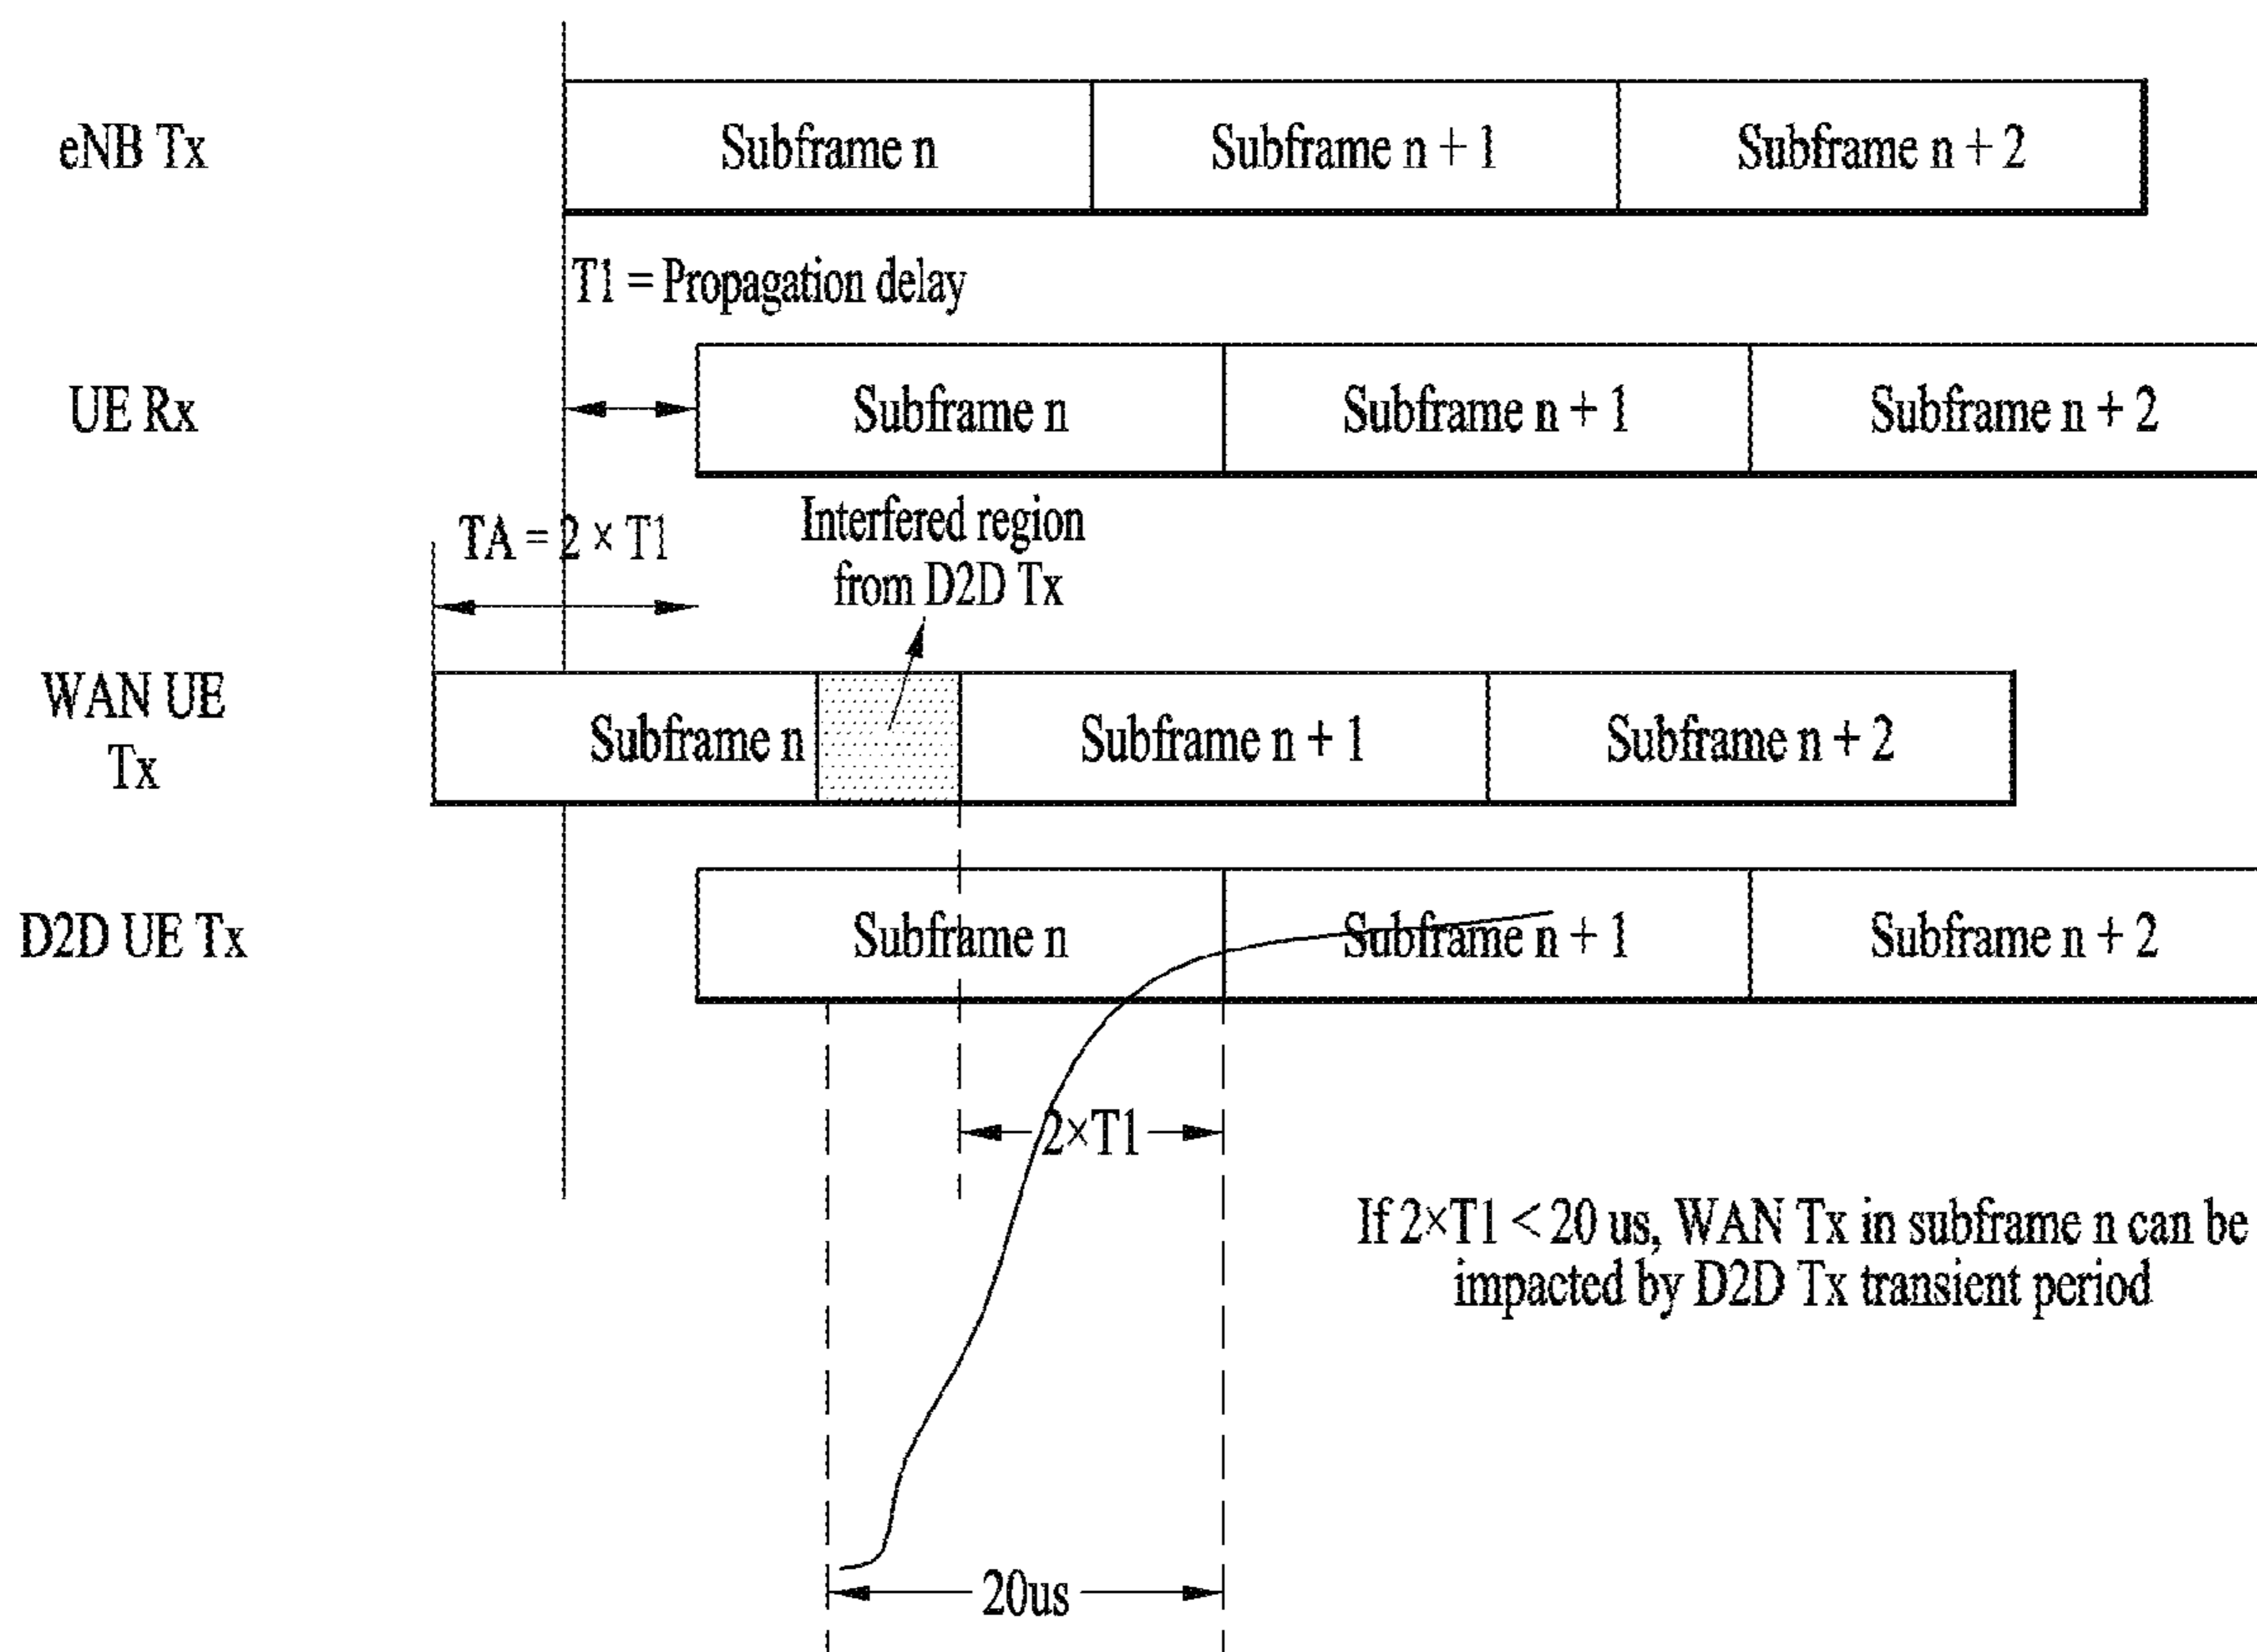 eNB Tx
Subframe n
Subframe n + 1
Subframe n + 2
T1 = Propagation delay
UE Rx
Subframe n
Subframe n + 1
Subframe n + 2
TA = 2 × T1
Interfered region
from D2D Tx
WAN UE
Tx
Subframe n
Subframe n + 1
Subframe n + 2
D2D UE Tx
Subframe n
Subframe n + 1
Subframe n + 2
2×T1
If 2×T1 < 20 us, WAN Tx in subframe n can be
impacted by D2D Tx transient period
20us